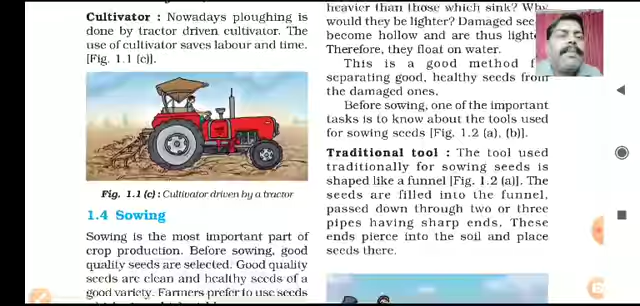 Cultivator : Nowadays ploughing is
done by tractor driven cultivator. The
use of cultivator saves labour and time.
[Fig. 1.1 (c)].
Fig. 1.1 (c) : Cultivator driven by a tractor
1.4 Sowing
Sowing is the most important part of
crop production. Before sowing, good
quality seeds are selected. Good quality
seeds are clean and healthy seeds of a
good variety. Farmers prefer to use seeds
heavier than those which sink? Why
would they be lighter? Damaged
become hollow and are thus
Therefore, they float on water.
This is a good method
separating good, healthy seeds from
the damaged ones.
Before sowing, one of the important
tasks is to know about the tools used
for sowing seeds [Fig. 1.2 (a), (b)].
Traditional tool : The tool used
traditionally for sowing seeds is
shaped like a funnel [Fig. 1.2 (a)]. The
seeds are filled into the funnel,
passed down through two or three
pipes having sharp ends. These
ends pierce into the soil and place
seeds there.